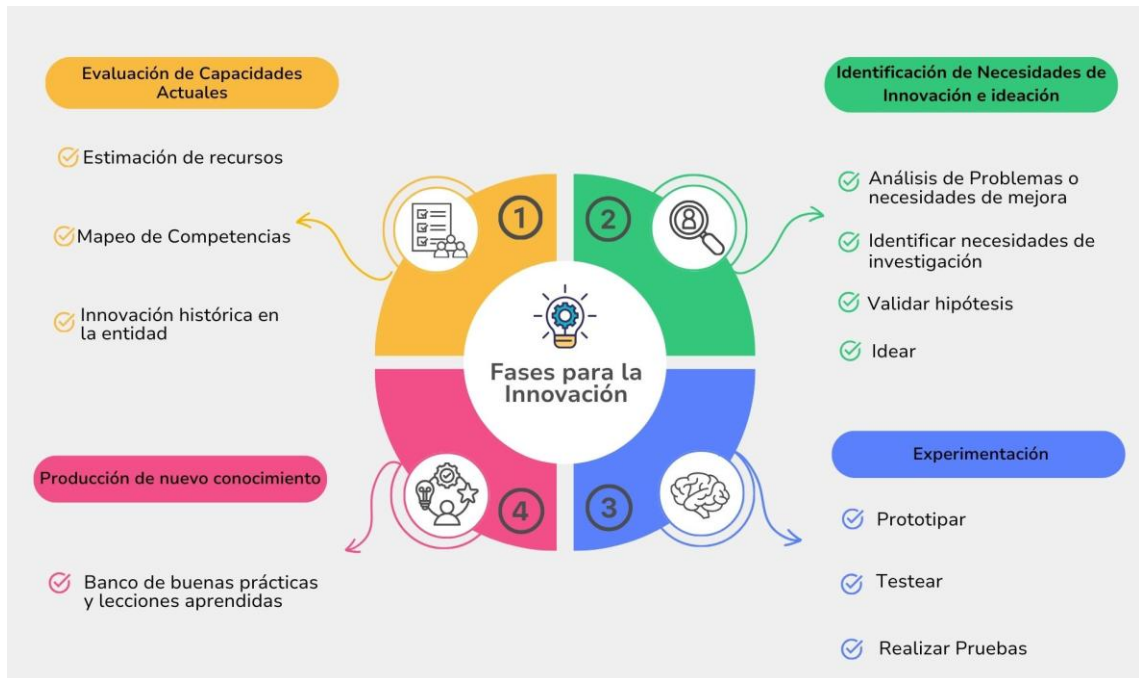 Evaluación de Capacidades
Actuales
Estimación de recursos
Mapeo de Competencias
Innovación histórica en
la entidad
1
Identificación de Necesidades de
Innovación e ideación
Análisis de Problemas o
necesidades de mejora
Identificar necesidades de
investigación
Validar hipótesis
Idear
2
Fases para la
Innovación
Experimentación
Prototipar
Testear
Realizar Pruebas
3
Producción de nuevo conocimiento
Banco de buenas prácticas
y lecciones aprendidas
4